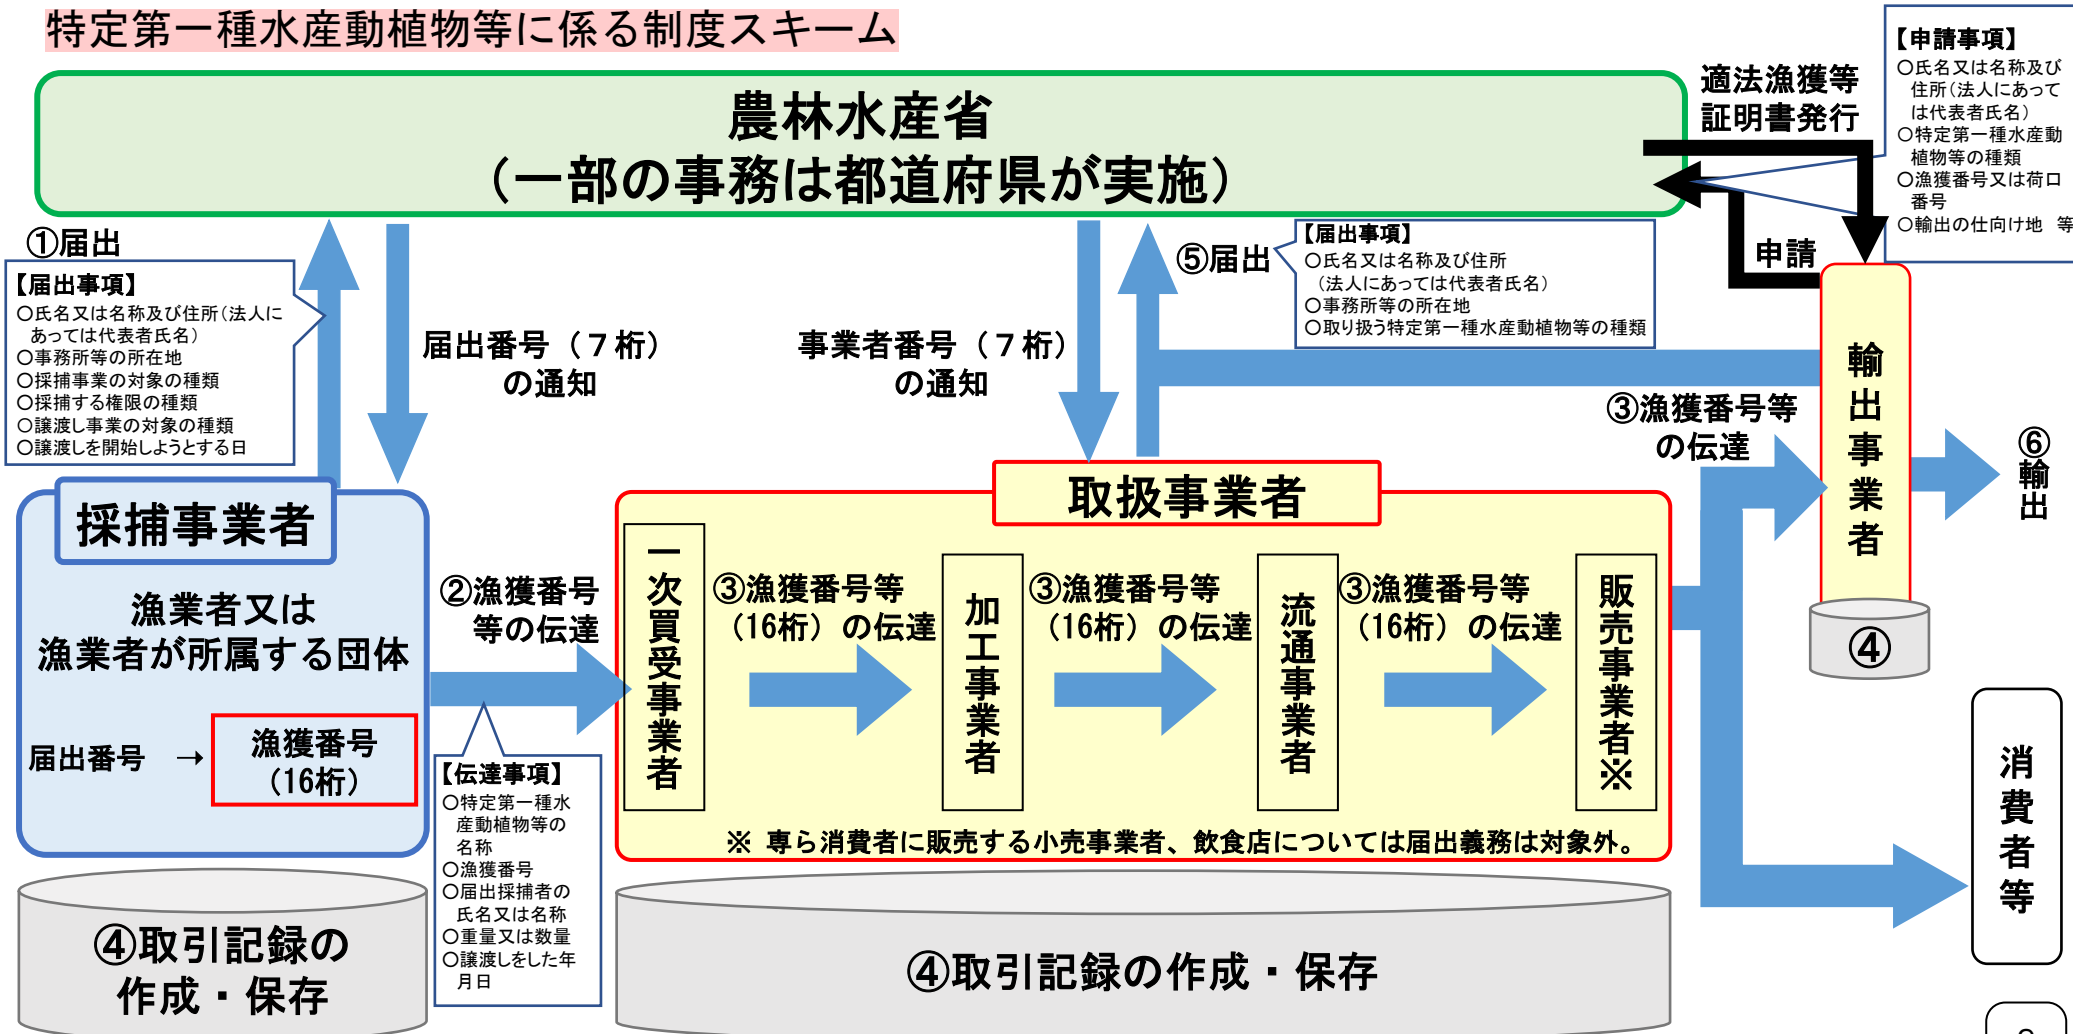 特定第一種水産動植物等に係る制度スキーム
農林水産省
（一部の事務は都道府県が実施）
適法漁獲等
証明書発行
【申請事項】
○氏名又は名称及び
住所（法人にあって
は代表者氏名）
○特定第一種水産動
植物等の種類
○漁獲番号又は荷口
番号
○輸出の仕向け地 等
申請
①届出
【届出事項】
○氏名又は名称及び住所（法人に
あっては代表者氏名）
○事務所等の所在地
○採捕事業の対象の種類
○採捕する権限の種類
○譲渡し事業の対象の種類
○譲渡しを開始しようとする日
届出番号（７桁）
の通知
事業者番号（７桁）
の通知
⑤届出
【届出事項】
○氏名又は名称及び住所
（法人にあっては代表者氏名）
○事務所等の所在地
○取り扱う特定第一種水産動植物等の種類
③漁獲番号等
の伝達
輸出事業者
④
⑥輸出
採捕事業者
漁業者又は
漁業者が所属する団体
届出番号 →
漁獲番号
（16桁）
②漁獲番号
等の伝達
【伝達事項】
○特定第一種水
産動植物等の
名称
○漁獲番号
○届出採捕者の
氏名又は名称
○重量又は数量
○譲渡しをした年
月日
取扱事業者
一次買受事業者
③漁獲番号等
（16桁）の伝達
加工事業者
③漁獲番号等
（16桁）の伝達
流通事業者
③漁獲番号等
（16桁）の伝達
販売事業者※
※ 専ら消費者に販売する小売事業者、飲食店については届出義務は対象外。
消費者等
④取引記録の
作成・保存
④取引記録の作成・保存